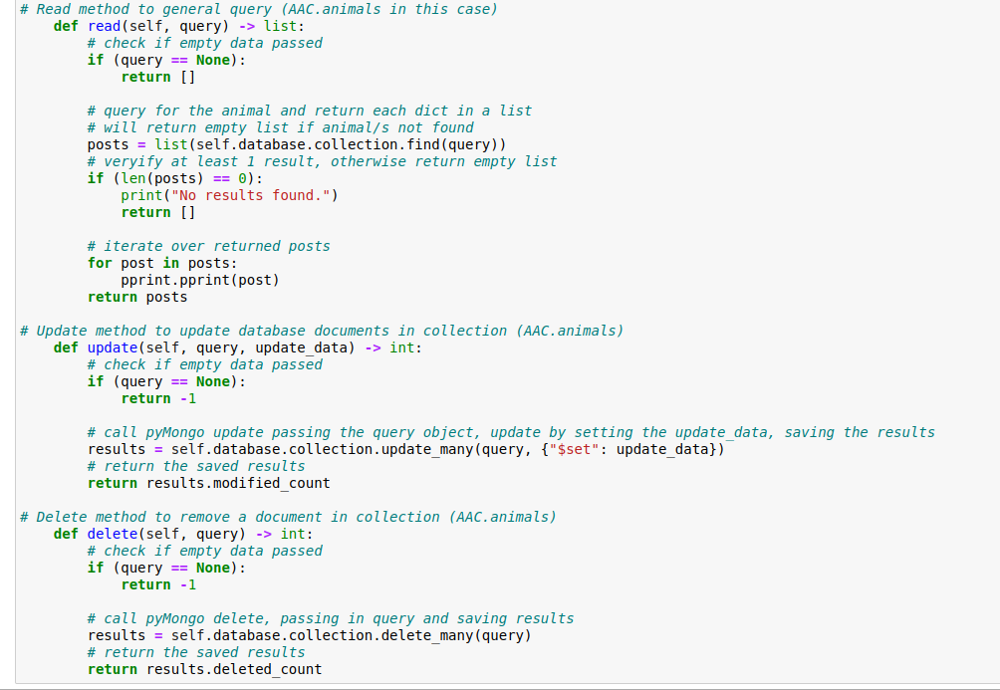 # Read method to general query (AAC.animals in this case)
    def read(self, query) -> list:
        # check if empty data passed
        if (query == None):
            return []

        # query for the animal and return each dict in a list
        # will return empty list if animal/s not found
        posts = list(self.database.collection.find(query))
        # veryify at least 1 result, otherwise return empty list
        if (len(posts) == 0):
            print("No results found.")
            return []

        # iterate over returned posts
        for post in posts:
            pprint.pprint(post)
        return posts

# Update method to update database documents in collection (AAC.animals)
    def update(self, query, update_data) -> int:
        # check if empty data passed
        if (query == None):
            return -1

        # call pyMongo update passing the query object, update by setting the update_data, saving the results
        results = self.database.collection.update_many(query, {"$set": update_data})
        # return the saved results
        return results.modified_count

# Delete method to remove a document in collection (AAC.animals)
    def delete(self, query) -> int:
        # check if empty data passed
        if (query == None):
            return -1

        # call pyMongo delete, passing in query and saving results
        results = self.database.collection.delete_many(query)
        # return the saved results
        return results.deleted_count